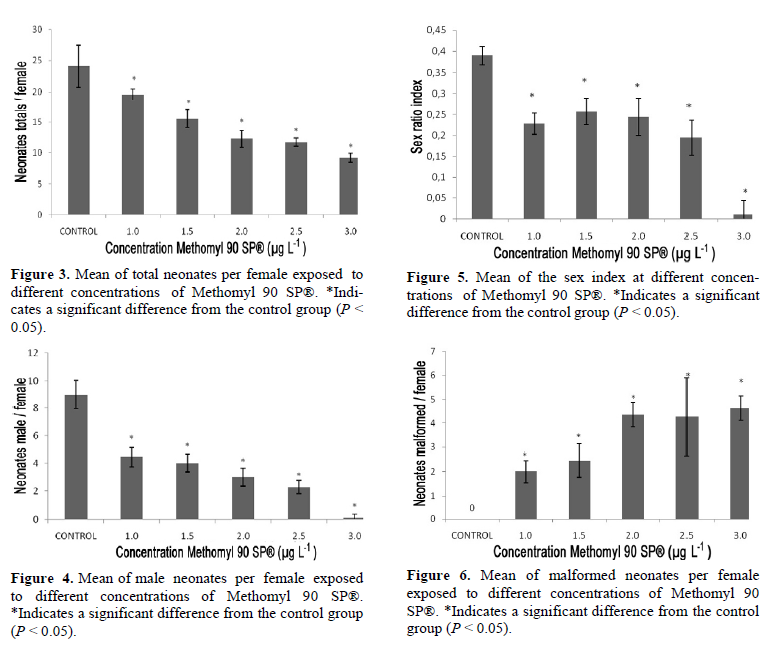 30
25
20
15
10
5
0
Neonates totals / female
* * * * *
CONTROL 1.0 1.5 2.0 2.5 3.0
Concentration Methomyl 90 SP® (µg L-1)
Figure 3. Mean of total neonates per female exposed to
different concentrations of Methomyl 90 SP®. *Indi-
cates a significant difference from the control group (P <
0.05).
12
10
8
6
4
2
0
Neonates male / female
* * * * *
CONTROL 1.0 1.5 2.0 2.5 3.0
Concentration Methomyl 90 SP® (µg L-1)
Figure 4. Mean of male neonates per female exposed
to different concentrations of Methomyl 90 SP®.
*Indicates a significant difference from the control group
(P < 0.05).
0,45
0,4
0,35
0,3
0,25
0,2
0,15
0,1
0,05
0
Sex ratio index
* * * * *
CONTROL 1.0 1.5 2.0 2.5 3.0
Concentration Methomyl 90 SP® (µg L-1)
Figure 5. Mean of the sex index at different concen-
trations of Methomyl 90 SP®. *Indicates a significant
difference from the control group (P < 0.05).
7
6
5
4
3
2
1
0
Neonates malformed / female
0 * * * * *
CONTROL 1.0 1.5 2.0 2.5 3.0
Concentration Methomyl 90 SP® (µg L-1)
Figure 6. Mean of malformed neonates per female
exposed to different concentrations of Methomyl 90
SP®. *Indicates a significant difference from the control
group (P < 0.05).